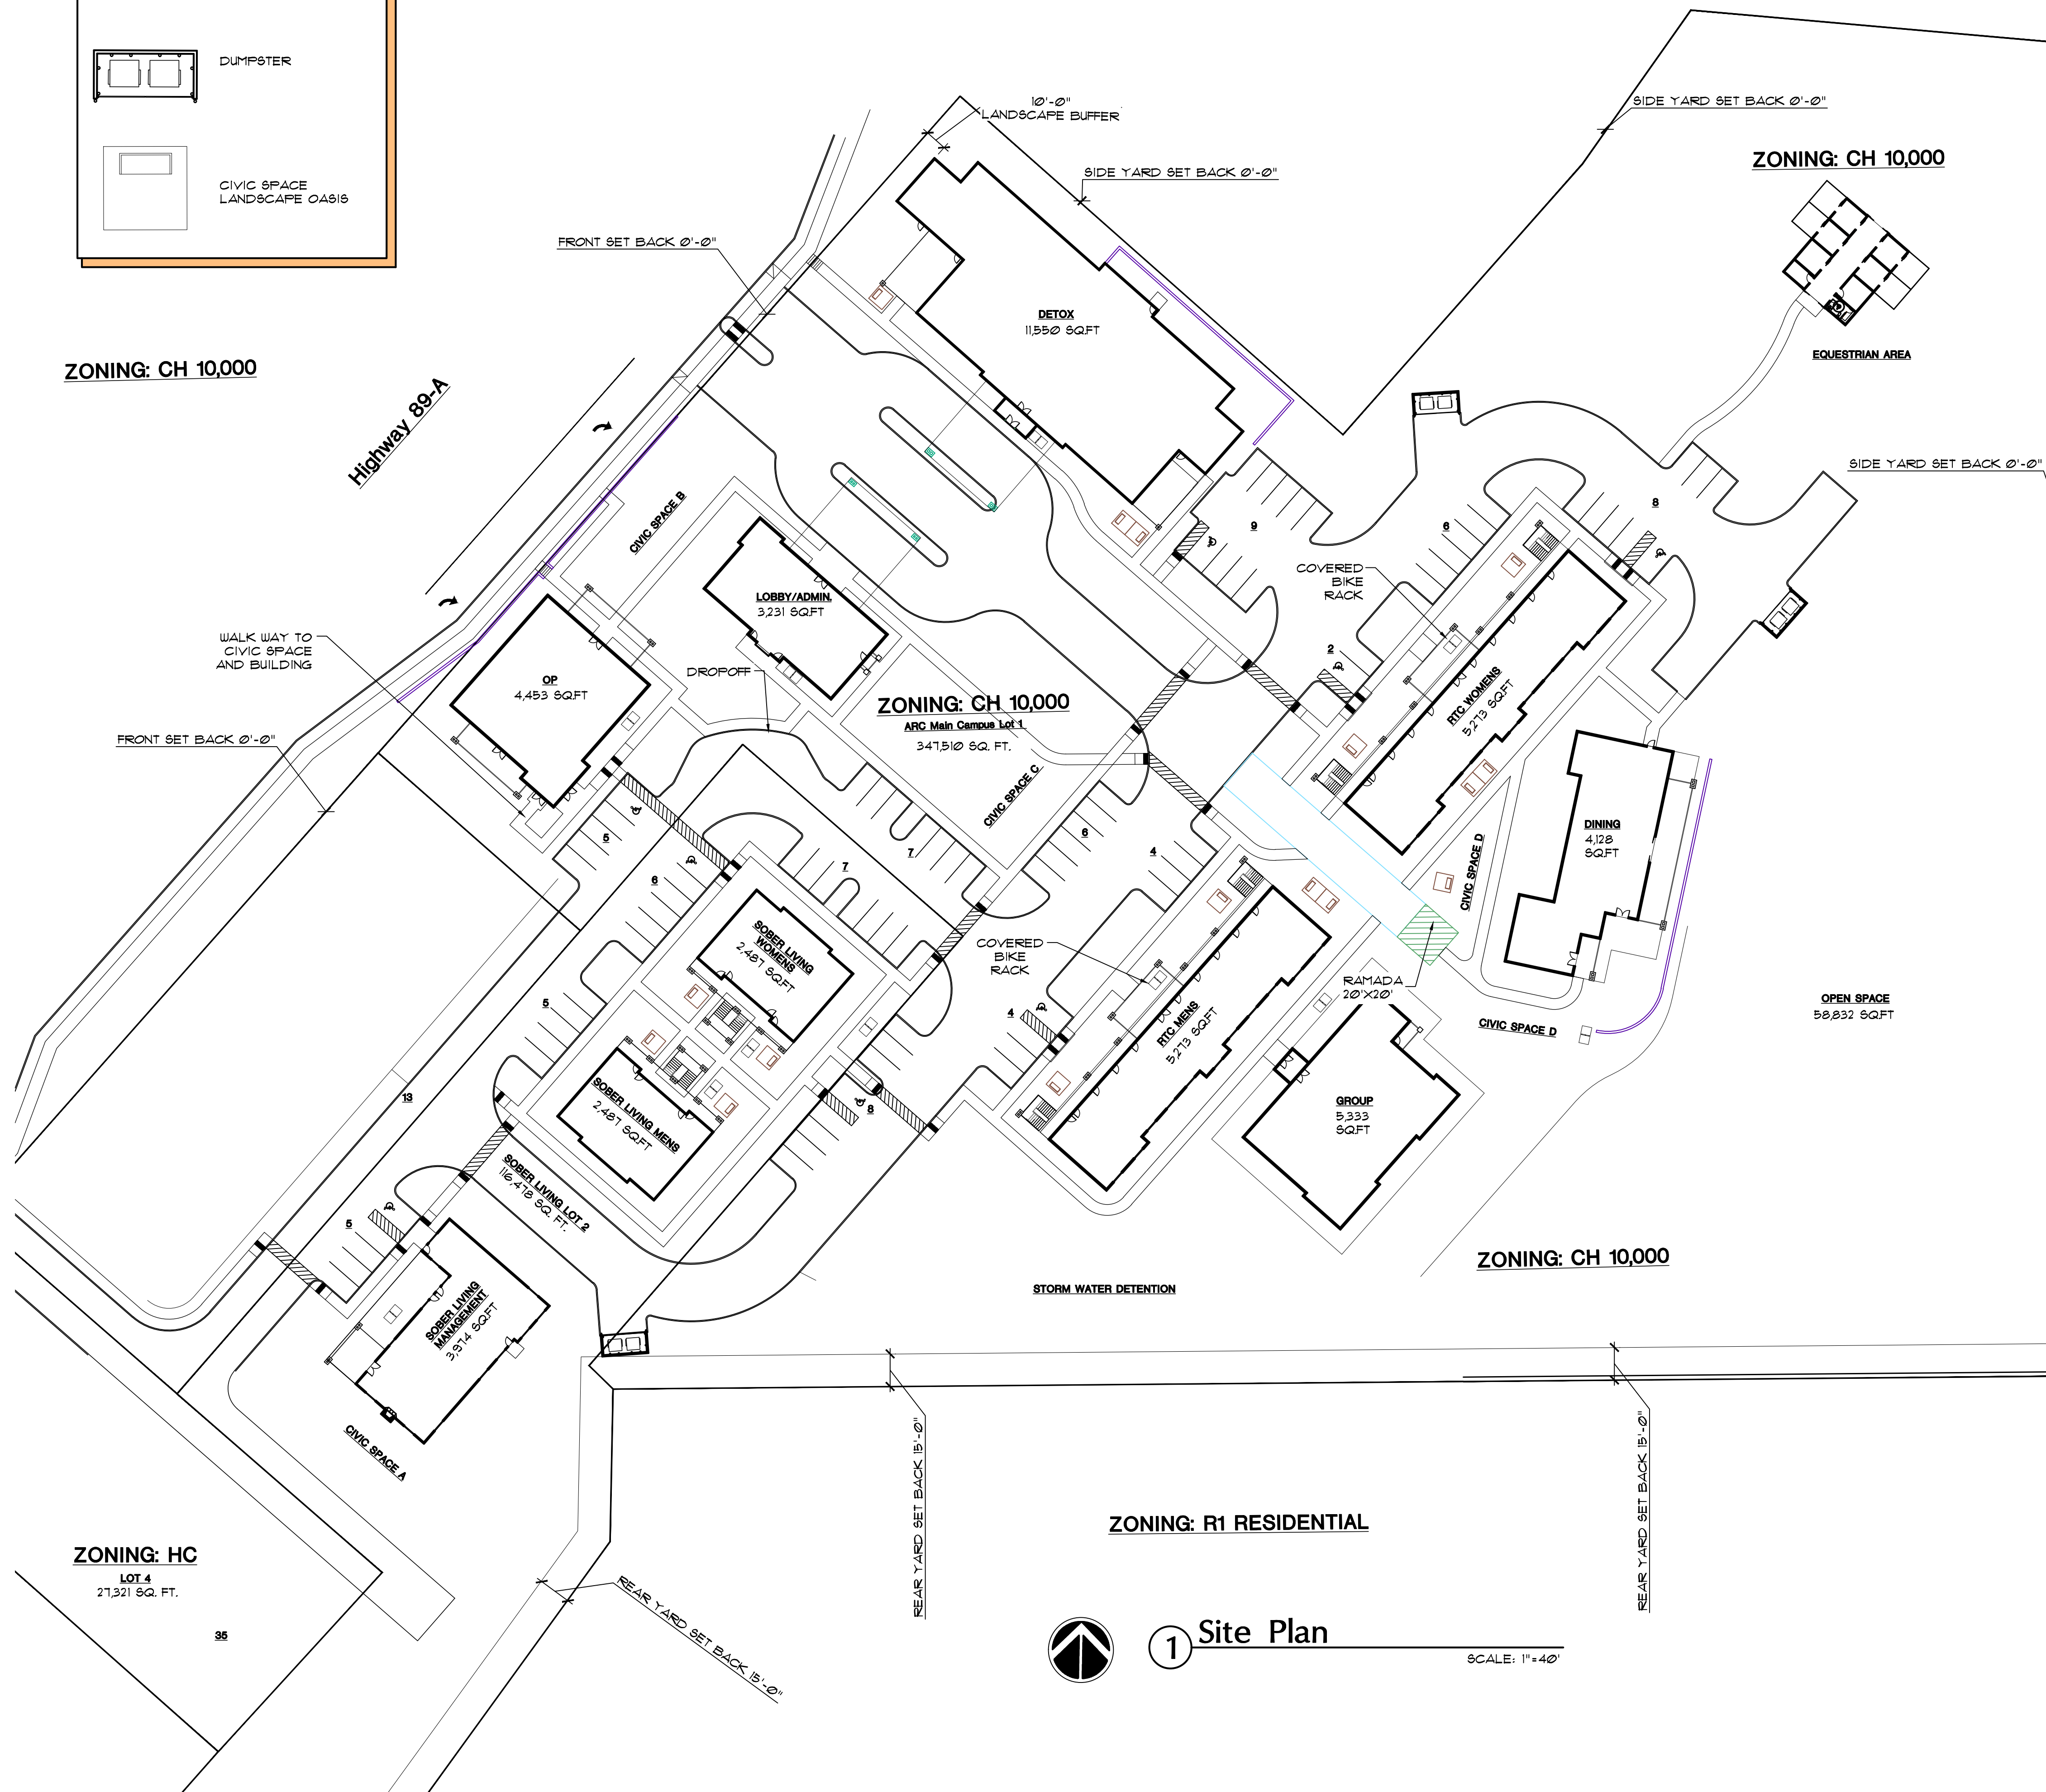 DUMPSTER
CIVIC SPACE
LANDSCAPE OASIS
10'-0"
LANDSCAPE BUFFER
SIDE YARD SET BACK 0'-0"
ZONING: CH 10,000
SIDE YARD SET BACK 0'-0"
FRONT SET BACK 0'-0"
DETOX
11,550 SQ.FT
EQUESTRIAN AREA
ZONING: CH 10,000
Highway 89-A
SIDE YARD SET BACK 0'-0"
CIVIC SPACE B
9
6
8
COVERED
BIKE
RACK
LOBBY/ADMIN.
3,231 SQ.FT
WALK WAY TO
CIVIC SPACE
AND BUILDING
OP
4,453 SQ.FT
DROPOFF
2
RTC WOMENS
5,273 SQ.FT
ZONING: CH 10,000
ARC Main Campus Lot 1
347,510 SQ. FT.
FRONT SET BACK 0'-0"
CIVIC SPACE C
DINING
4,128
SQ.FT
5
6
7
7
6
4
CIVIC SPACE D
SOBER LIVING
WOMENS
2,487 SQ.FT
COVERED
BIKE
RACK
RAMADA
20'X20'
OPEN SPACE
58,832 SQ.FT
5
4
RTC MENS
5,273 SQ.FT
CIVIC SPACE D
13
SOBER LIVING MENS
2,487 SQ.FT
8
GROUP
5,333
SQ.FT
SOBER LIVING LOT 2
116,478 SQ. FT.
5
SOBER LIVING
MANAGEMENT
3,974 SQ.FT
ZONING: CH 10,000
STORM WATER DETENTION
CIVIC SPACE A
REAR YARD SET BACK 15'-0"
REAR YARD SET BACK 15'-0"
ZONING: R1 RESIDENTIAL
ZONING: HC
LOT 4
27,321 SQ. FT.
35
REAR YARD SET BACK 15'-0"
1
Site Plan
SCALE: 1"=40'